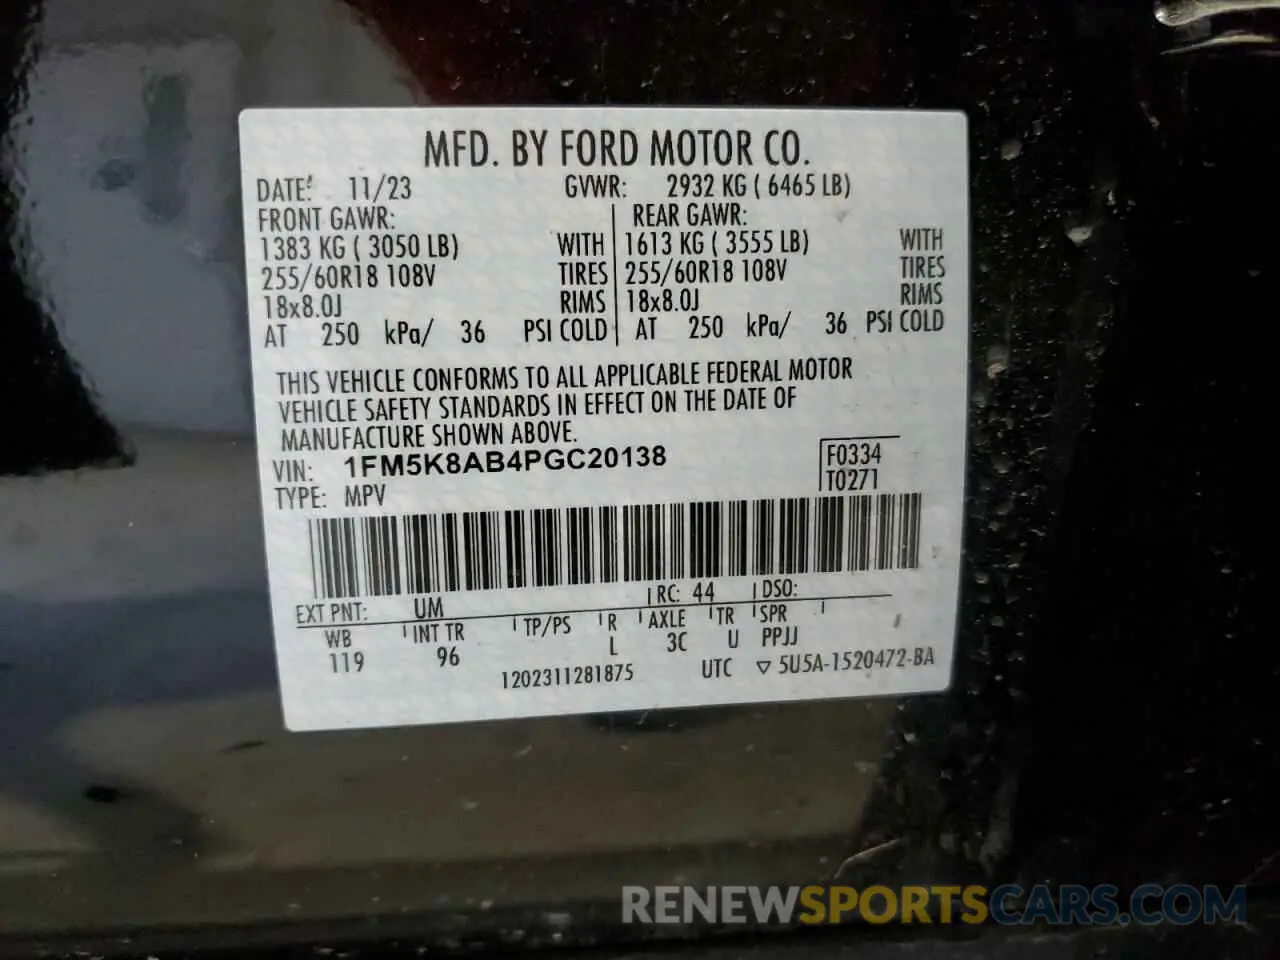 MFD. BY FORD MOTOR CO.
DATE: 11/23 GVWR: 2932 KG ( 6465 LB)
FRONT GAWR: REAR GAWR:
1383 KG ( 3050 LB) WITH 1613 KG ( 3555 LB) WITH
255/60R18 108V TIRES 255/60R18 108V TIRES
18x8.0J RIMS 18x8.0J RIMS
AT 250 kPa/ 36 PSI COLD AT 250 kPa/ 36 PSI COLD
THIS VEHICLE CONFORMS TO ALL APPLICABLE FEDERAL MOTOR
VEHICLE SAFETY STANDARDS IN EFFECT ON THE DATE OF
MANUFACTURE SHOWN ABOVE.
VIN: 1FM5K8AB4PGC20138 F0334
TYPE: MPV T0271
EXT PNT: UM RC: 44 DSO:
WB INT TR TP/PS R AXLE TR SPR
119 96 L 3C U PPJJ
1202311281875 UTC ▽ 5U5A-1520472-BA
RENEWSPORTSCARS.COM